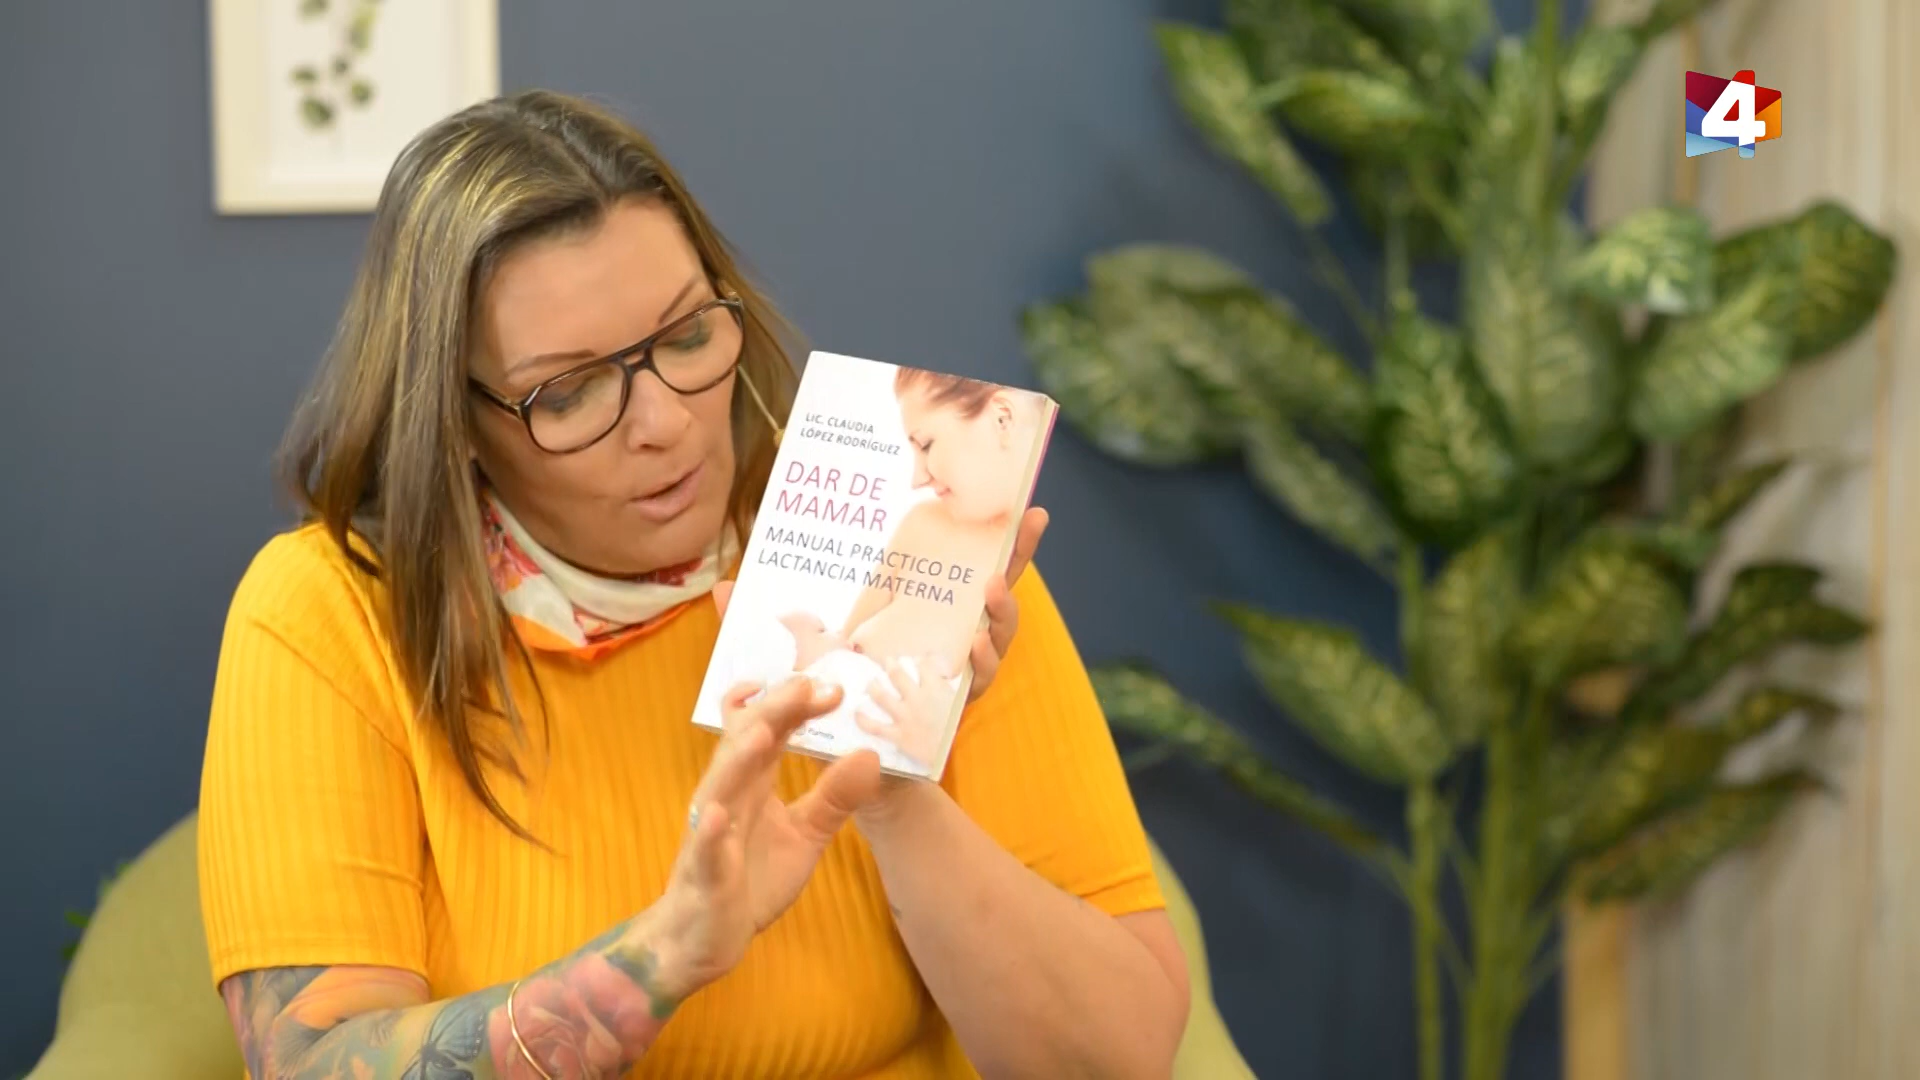 4
LIC. CLAUDIA
LÓPEZ RODRÍGUEZ
DAR DE
MAMAR
MANUAL PRÁCTICO DE
LACTANCIA MATERNA
Planeta